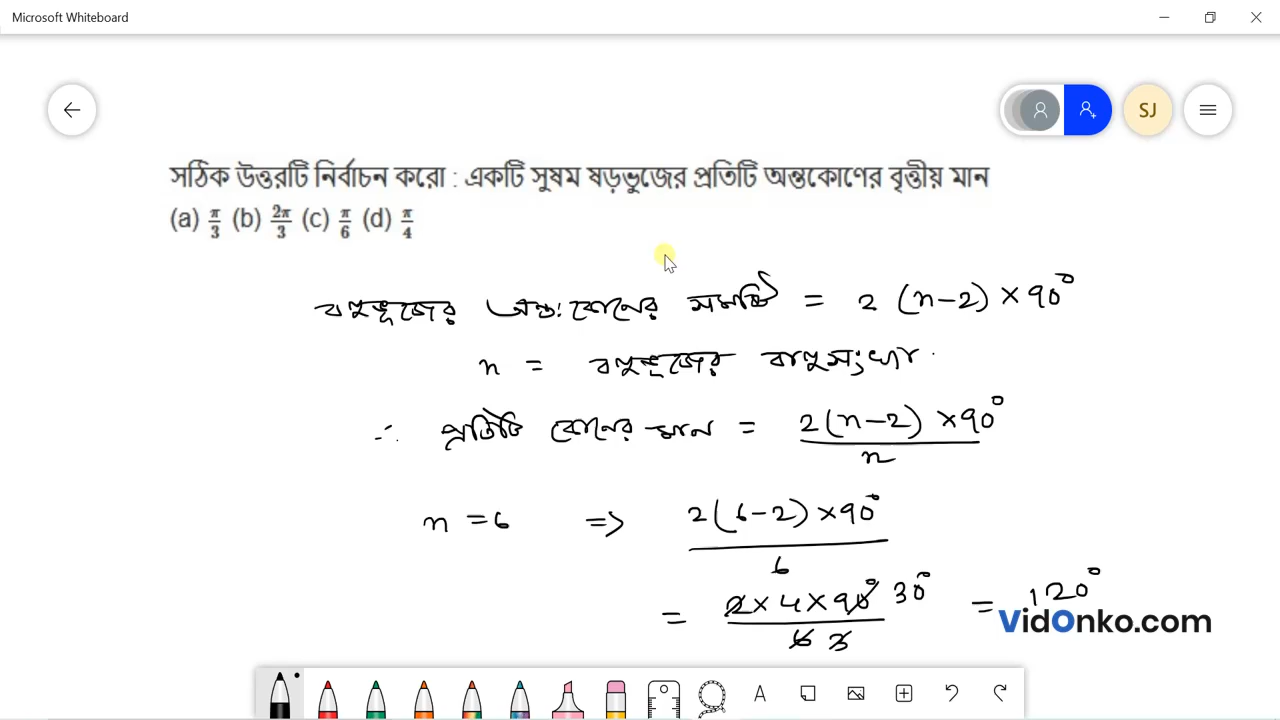 Microsoft Whiteboard
SJ
সঠিক উত্তরটি নির্বাচন করো : একটি সুষম ষড়ভুজের প্রতিটি অন্তকোণের বৃত্তীয় মান
(a) π/3 (b) 2π/3 (c) π/6 (d) π/4
বহুভূজের অন্তঃকোনের সমষ্টি = 2 (n-2) × 90°
n = বহুভূজের বাহুসংখ্যা.
∴ প্রতিটি কোনের মান = 2(n-2) ×90° / n
n = 6 => 2(6-2) ×90° / 6
= 2 × 4 × 90° 30° / 6 3 = 120°
VidOnko.com
A